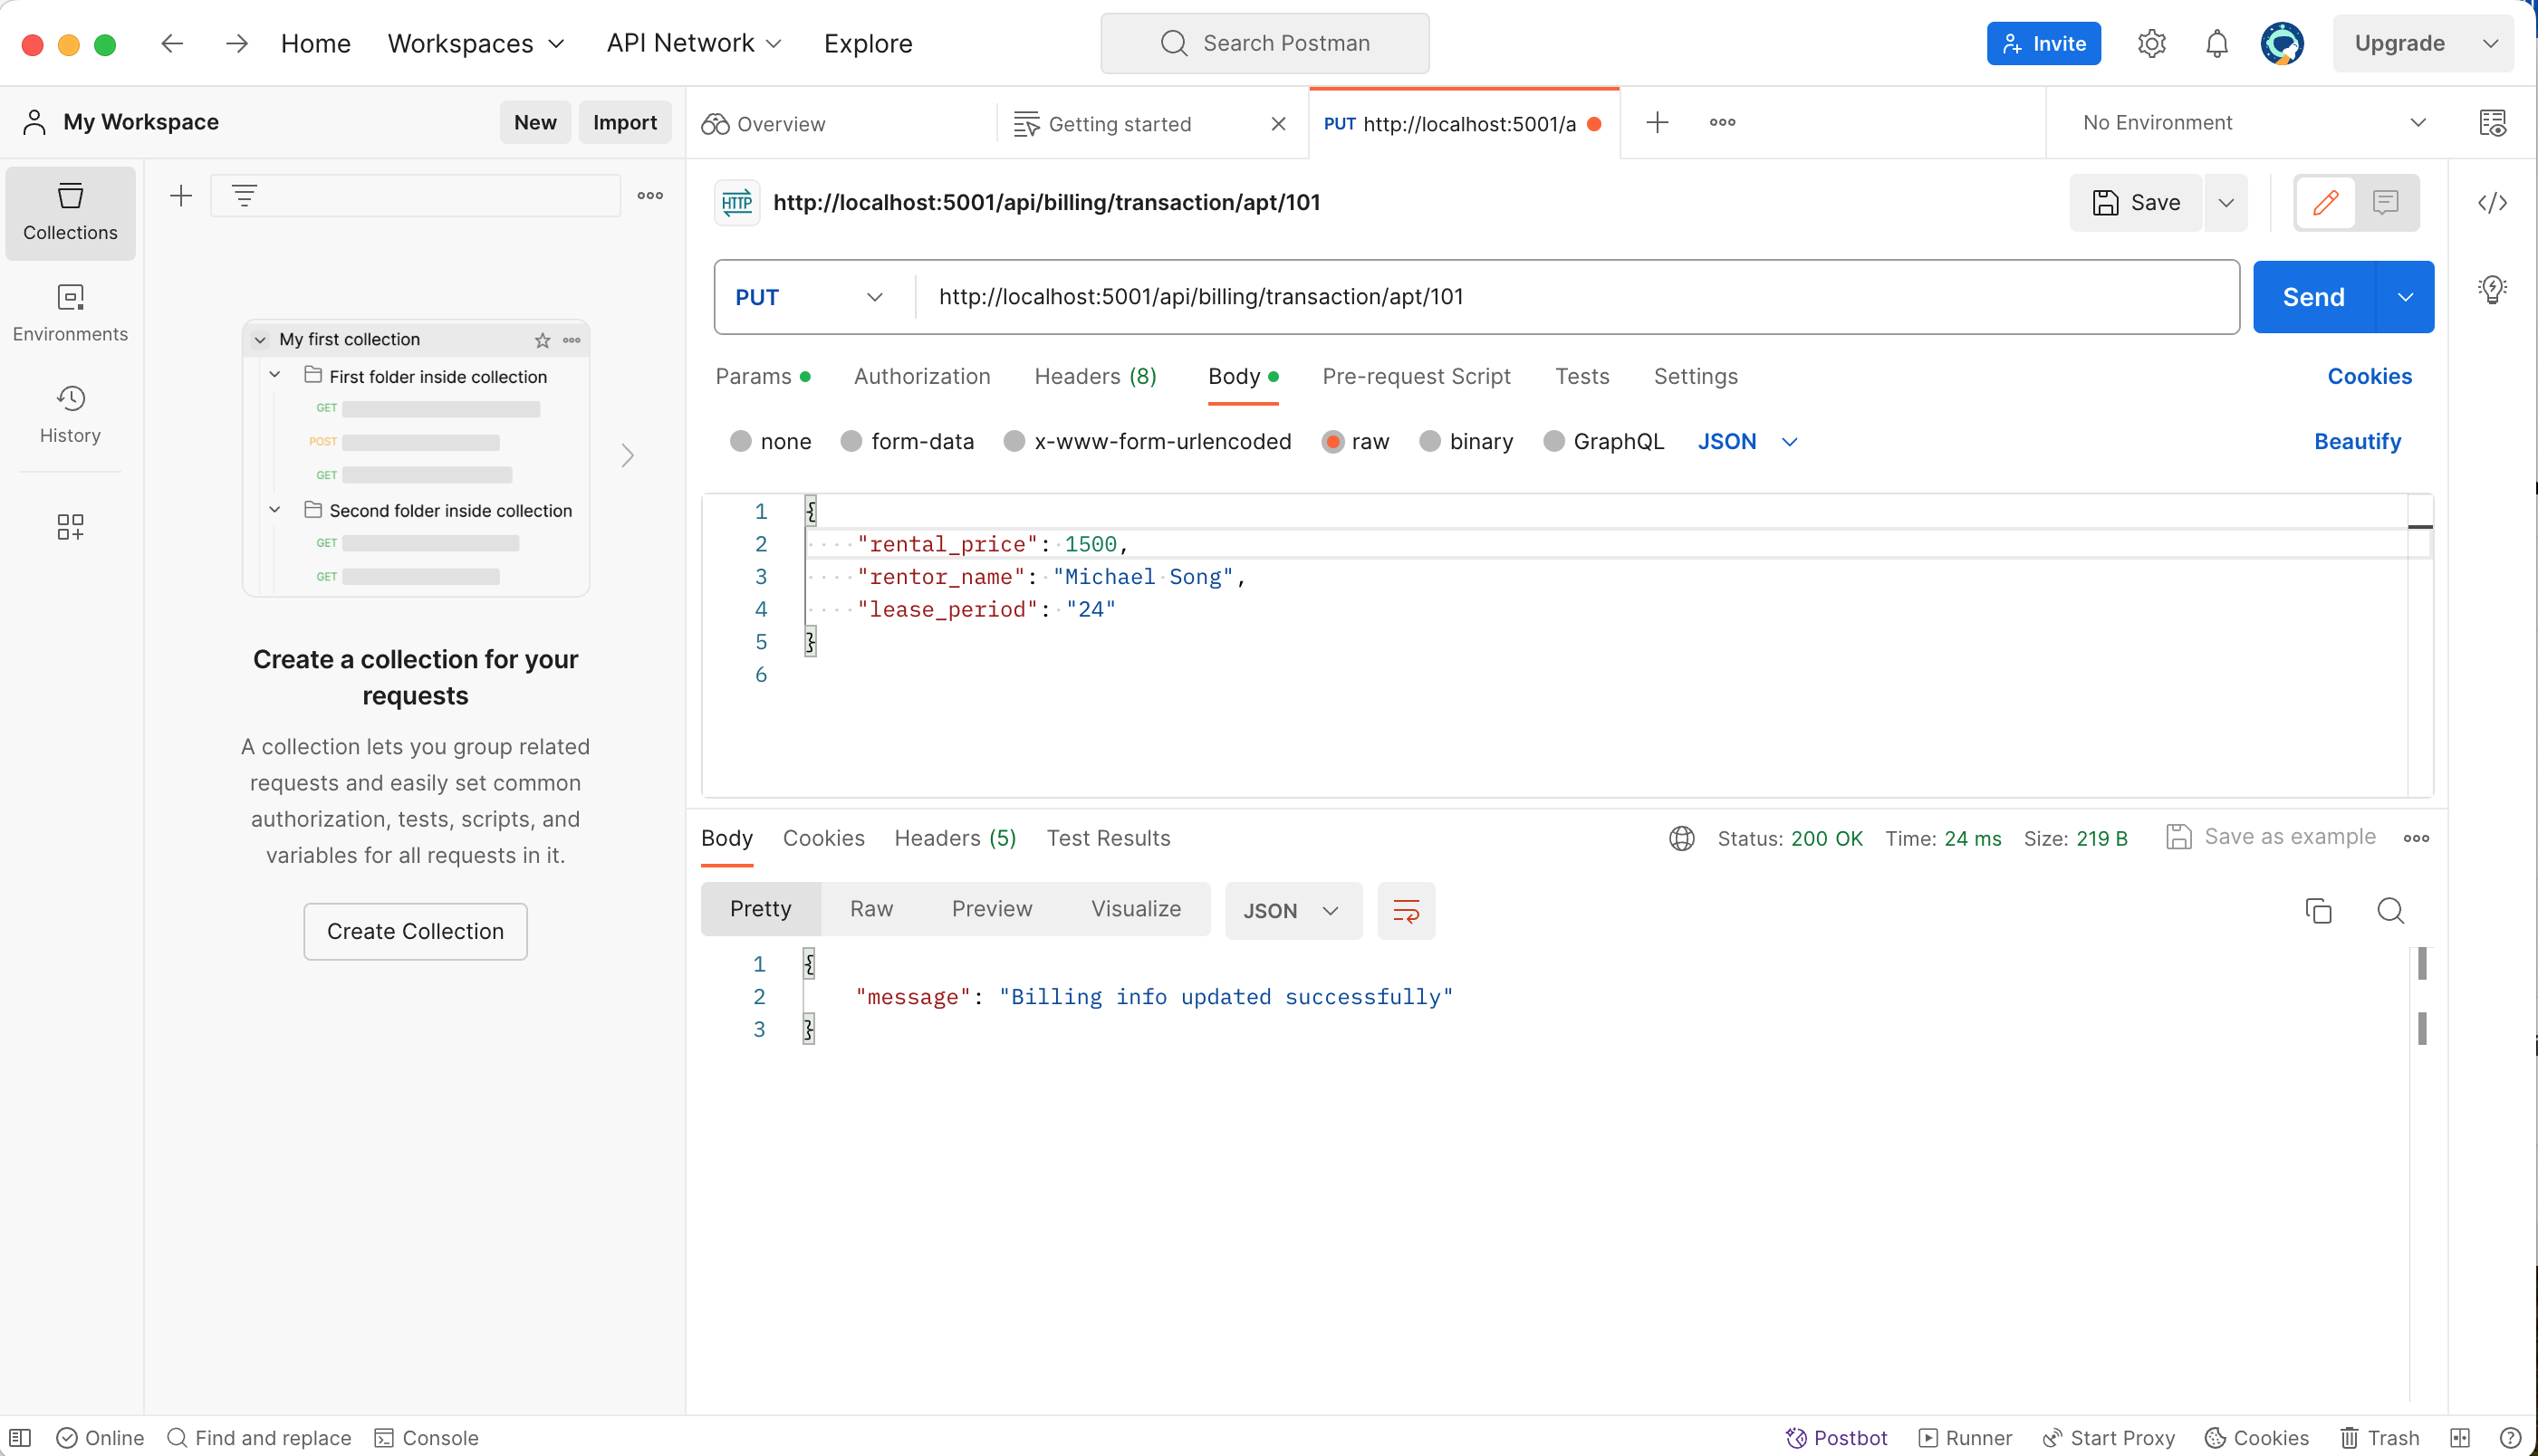 Home Workspaces API Network Explore Search Postman Invite Upgrade
My Workspace New Import
Overview Getting started PUT http://localhost:5001/a No Environment
Collections
Environments
History
My first collection
First folder inside collection
GET
POST
GET
Second folder inside collection
GET
GET
Create a collection for your
requests
A collection lets you group related
requests and easily set common
authorization, tests, scripts, and
variables for all requests in it.
Create Collection
HTTP http://localhost:5001/api/billing/transaction/apt/101 Save
PUT http://localhost:5001/api/billing/transaction/apt/101 Send
Params Authorization Headers (8) Body Pre-request Script Tests Settings Cookies
none form-data x-www-form-urlencoded raw binary GraphQL JSON Beautify
1 {
2 "rental_price": 1500,
3 "rentor_name": "Michael Song",
4 "lease_period": "24"
5 }
6
Body Cookies Headers (5) Test Results Status: 200 OK Time: 24 ms Size: 219 B Save as example
Pretty Raw Preview Visualize JSON
1 {
2 "message": "Billing info updated successfully"
3 }
Online Find and replace Console Postbot Runner Start Proxy Cookies Trash